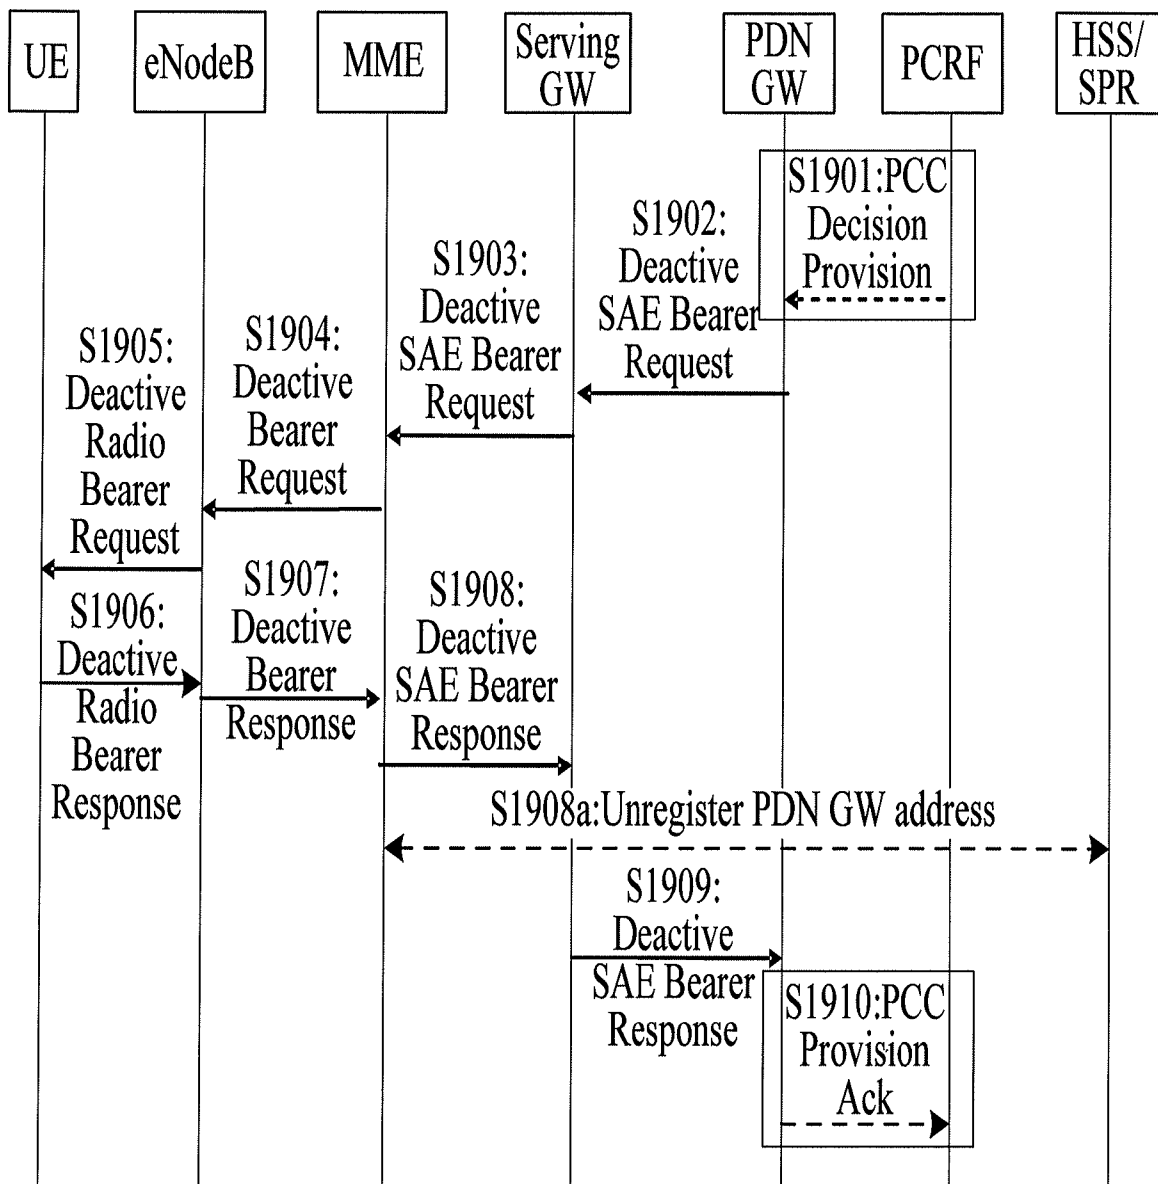 UE
eNodeB
MME
Serving
GW
PDN
GW
PCRF
HSS/
SPR
S1901:PCC
Decision
Provision
S1902:
Deactive
SAE Bearer
Request
S1903:
Deactive
SAE Bearer
Request
S1904:
Deactive
Bearer
Request
S1905:
Deactive
Radio
Bearer
Request
S1906:
Deactive
Radio
Bearer
Response
S1907:
Deactive
Bearer
Response
S1908:
Deactive
SAE Bearer
Response
S1908a:Unregister PDN GW address
S1909:
Deactive
SAE Bearer
Response
S1910:PCC
Provision
Ack